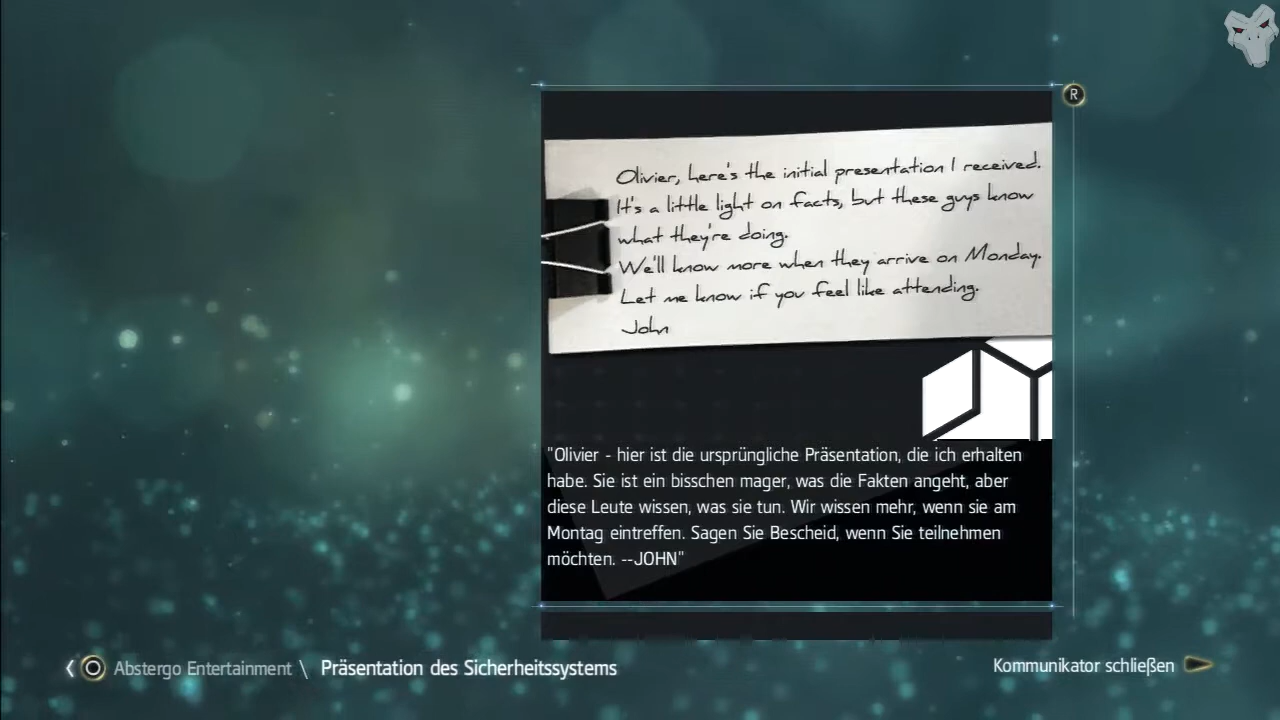 R
Olivier, here's the initial presentation I received.
It's a little light on facts, but these guys know
what they're doing.
We'll know more when they arrive on Monday.
Let me know if you feel like attending.
John
"Olivier - hier ist die ursprüngliche Präsentation, die ich erhalten
habe. Sie ist ein bisschen mager, was die Fakten angeht, aber
diese Leute wissen, was sie tun. Wir wissen mehr, wenn sie am
Montag eintreffen. Sagen Sie Bescheid, wenn Sie teilnehmen
möchten. --JOHN"
Abstergo Entertainment \ Präsentation des Sicherheitssystems
Kommunikator schließen